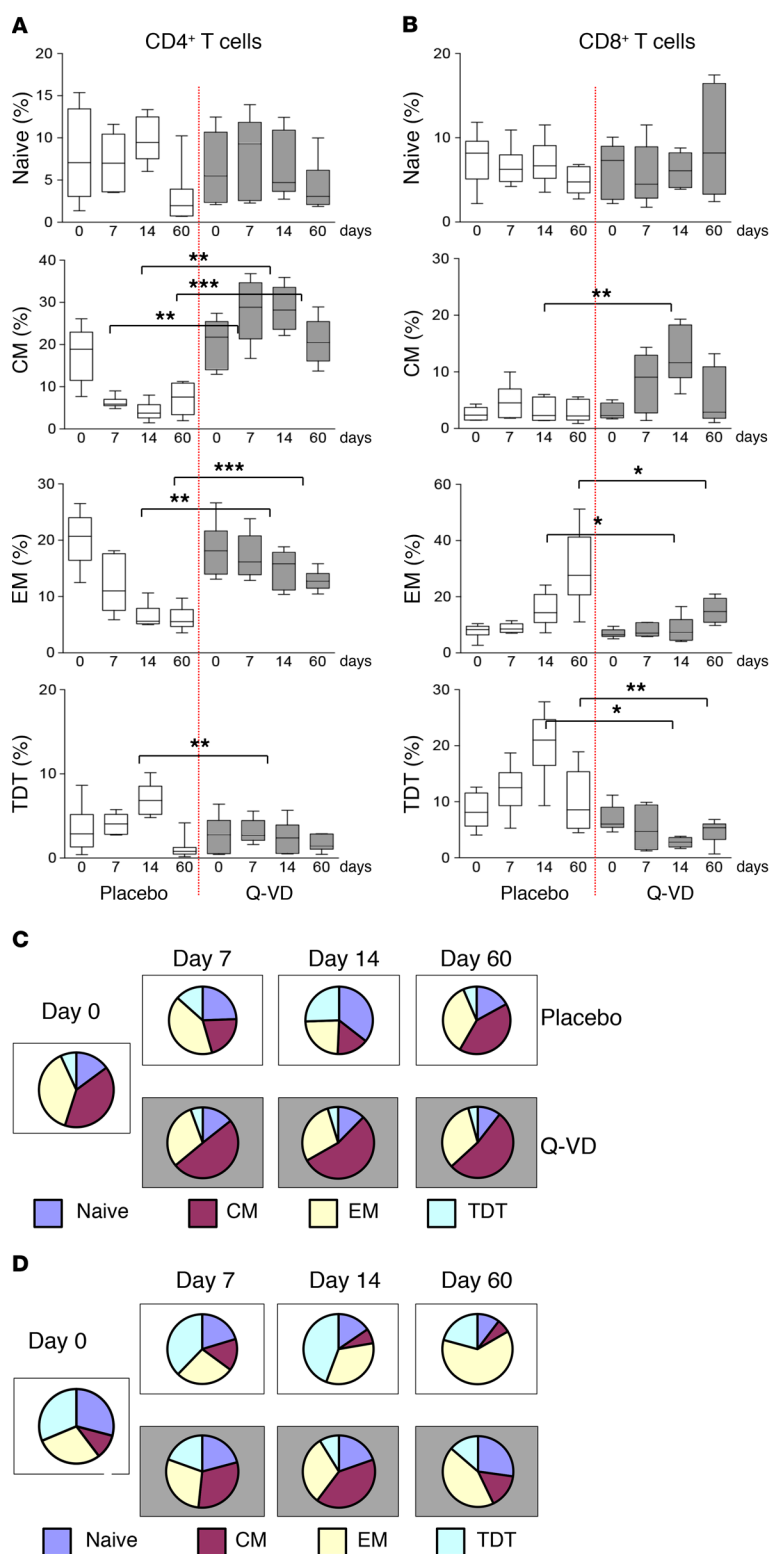 A
B
CD4+ T cells
CD8+ T cells
Naive (%)
20
15
10
5
0
0 7 14 60 0 7 14 60 days
Naive (%)
20
10
0
0 7 14 60 0 7 14 60 days
CM (%)
40
30
20
10
0
**
***
**
0 7 14 60 0 7 14 60 days
CM (%)
30
20
10
0
**
0 7 14 60 0 7 14 60 days
EM (%)
30
20
10
0
***
**
0 7 14 60 0 7 14 60 days
EM (%)
60
40
20
0
*
*
0 7 14 60 0 7 14 60 days
TDT (%)
20
10
0
**
0 7 14 60 0 7 14 60 days
Placebo Q-VD
TDT (%)
30
20
10
0
**
*
0 7 14 60 0 7 14 60 days
Placebo Q-VD
C
Day 7 Day 14 Day 60
Day 0
Placebo
Q-VD
Naive CM EM TDT
D
Day 7 Day 14 Day 60
Day 0
Naive CM EM TDT